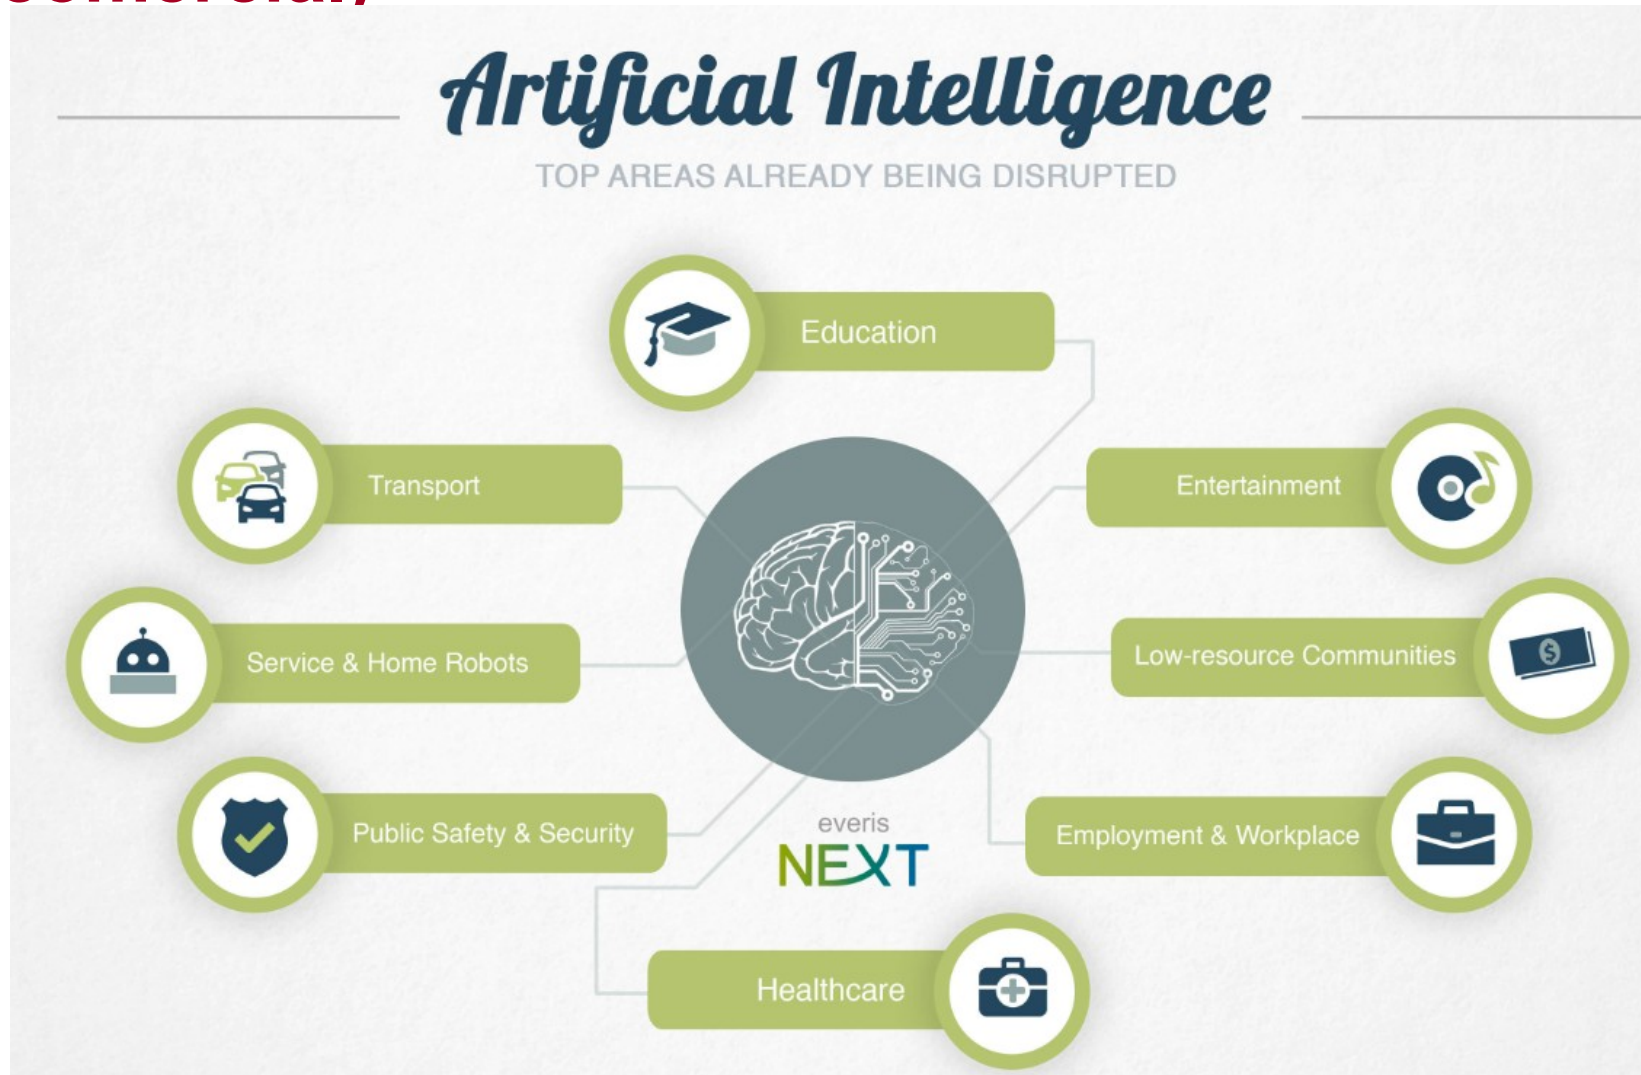 Artificial Intelligence
TOP AREAS ALREADY BEING DISRUPTED
Education
Transport
Entertainment
Service & Home Robots
Low-resource Communities
Public Safety & Security
Employment & Workplace
everis
NEXT
Healthcare